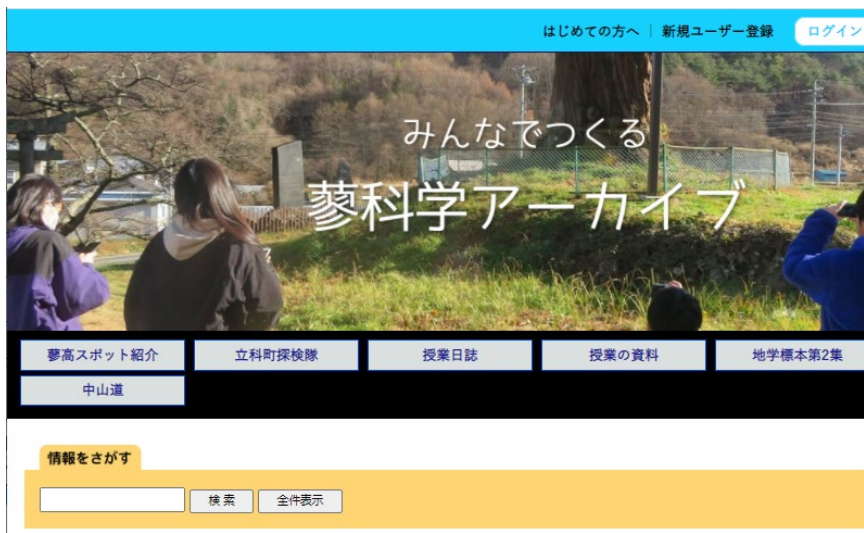 はじめての方へ | 新規ユーザー登録 ログイン
みんなでつくる
蓼科学アーカイブ
蓼高スポット紹介 立科町探検隊 授業日誌 授業の資料 地学標本第2集
中山道
情報をさがす
検索 全件表示